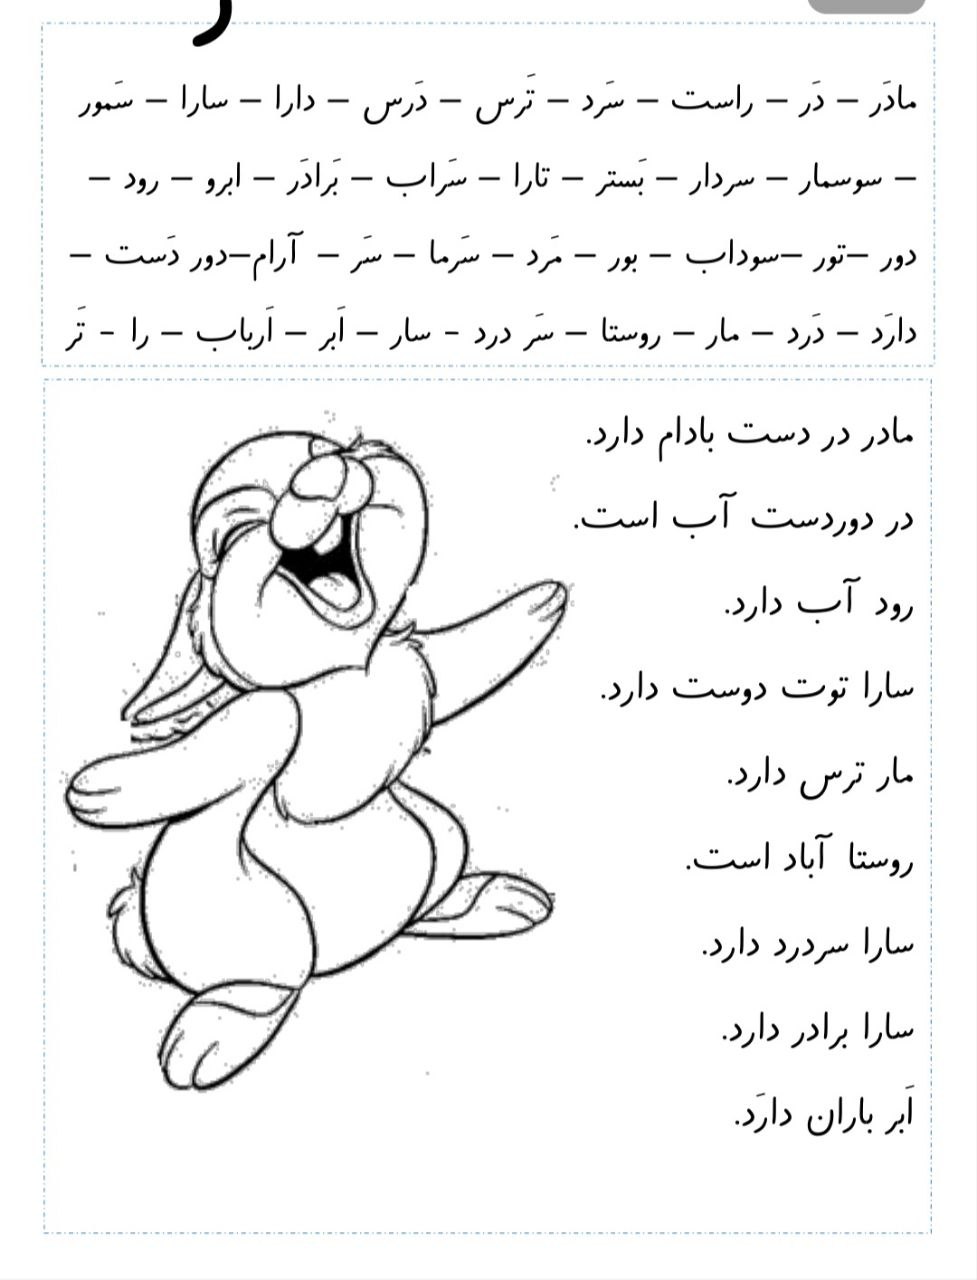 ر
مادَر – دَر – راست – سَرد – تَرس – دَرس – دارا – سارا – سَمور
– سوسمار – سردار – بَستر – تارا – سَراب – بَرادَر – ابرو – رود –
دور –تور –سوداب – بور – مَرد – سَرما – سَر – آرام–دور دَست –
دارَد – دَرد – مار – روستا – سَر درد - سار – اَبر – اَرباب – را - تَر
مادر در دست بادام دارد.
در دوردست آب است.
رود آب دارد.
سارا توت دوست دارد.
مار ترس دارد.
روستا آباد است.
سارا سردرد دارد.
سارا برادر دارد.
اَبر باران دارَد.